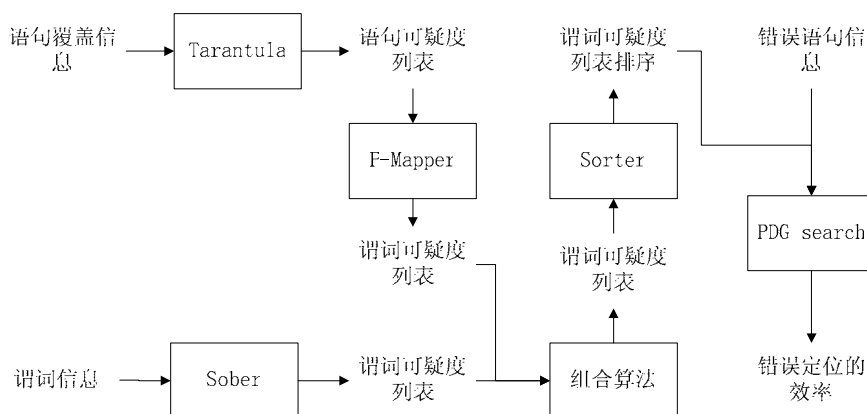 语句覆盖信
息
Tarantula
语句可疑度
列表
谓词可疑度
列表排序
错误语句信
息
P-Mapper
Sorter
谓词可疑度
列表
谓词可疑度
列表
PDG search
谓词信息
Sober
谓词可疑度
列表
组合算法
错误定位的
效率